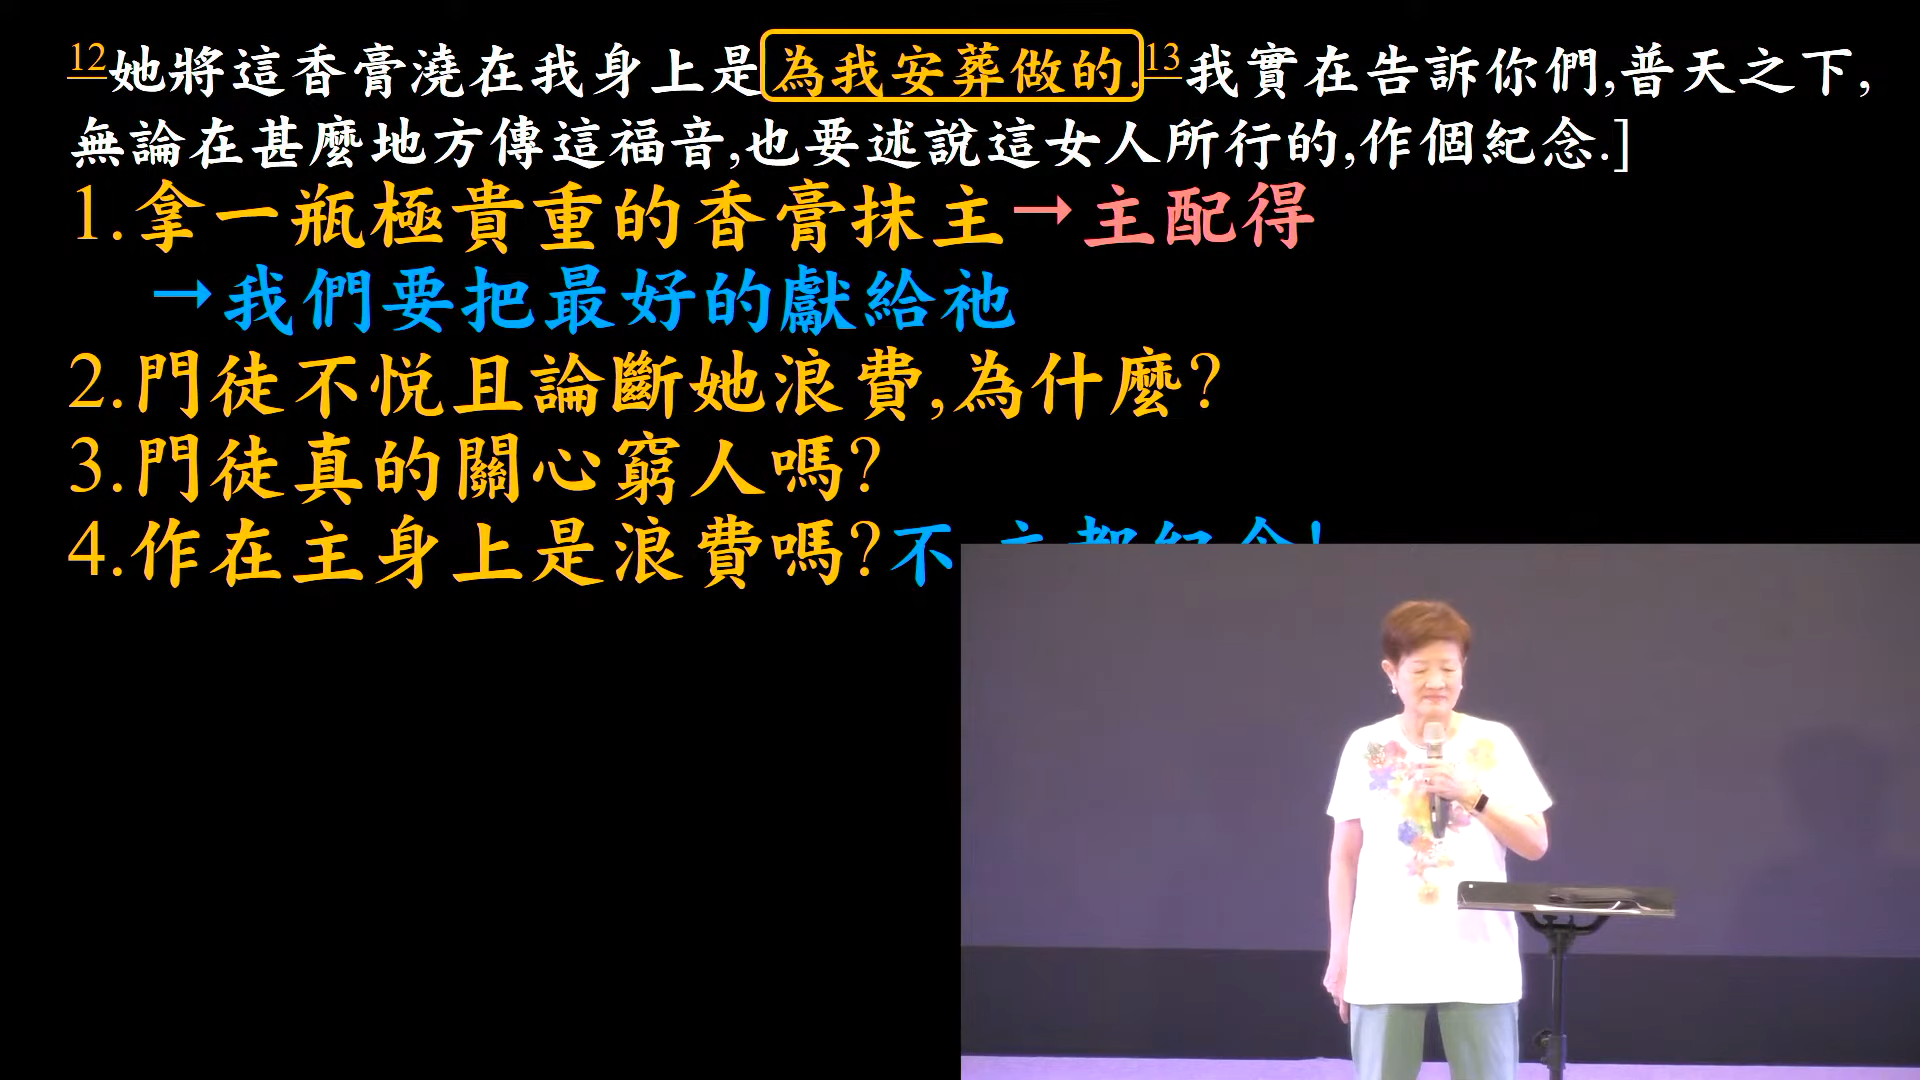 12她將這香膏澆在我身上是為我安葬做的.13我實在告訴你們,普天之下,
無論在甚麼地方傳這福音,也要述說這女人所行的,作個紀念.]
1.拿一瓶極貴重的香膏抹主→主配得
→我們要把最好的獻給祂
2.門徒不悅且論斷她浪費,為什麼?
3.門徒真的關心窮人嗎?
4.作在主身上是浪費嗎?不